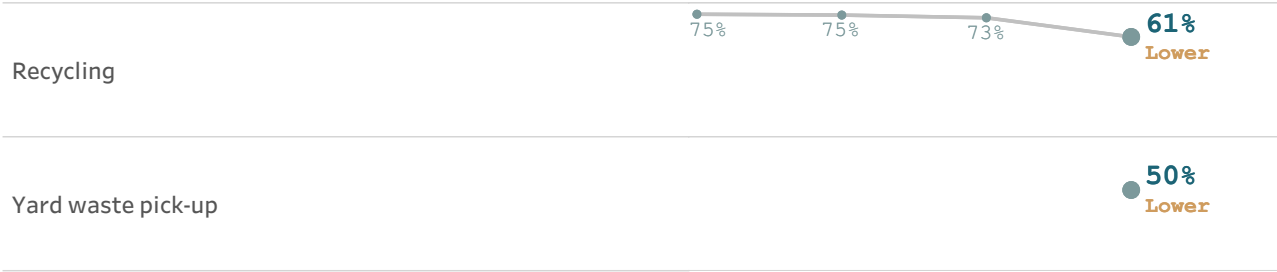 75%
75%
73%
61%
Lower
Recycling
50%
Lower
Yard waste pick-up